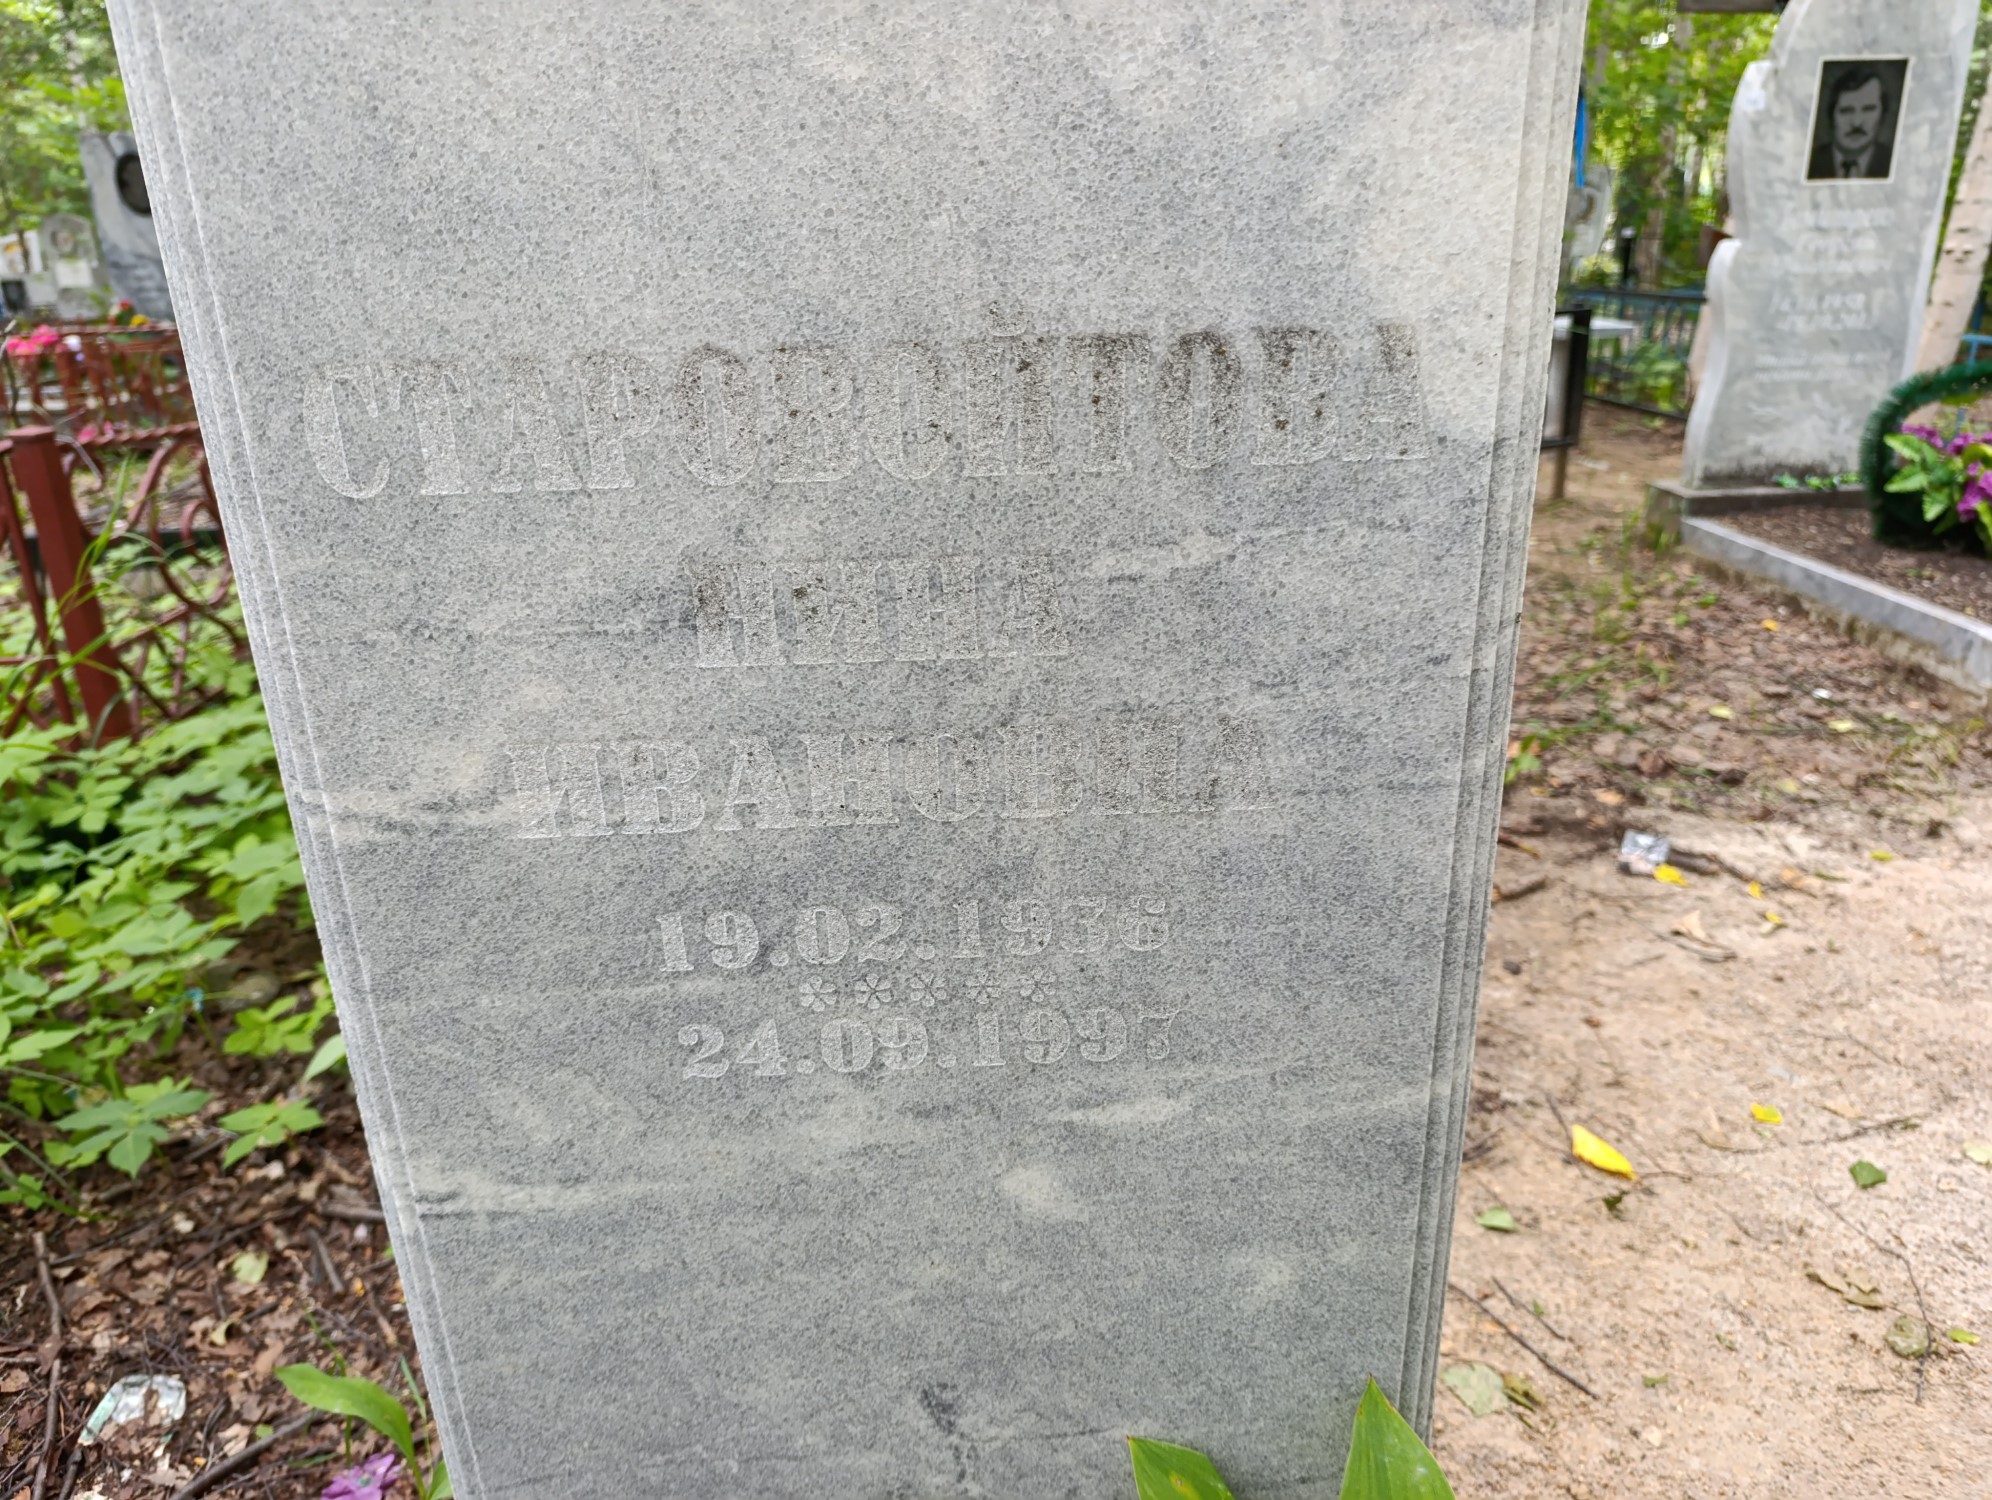 СТАРОВОЙТОВА
НИНА
ИВАНОВНА
19.02.1936
*****
24.09.1997